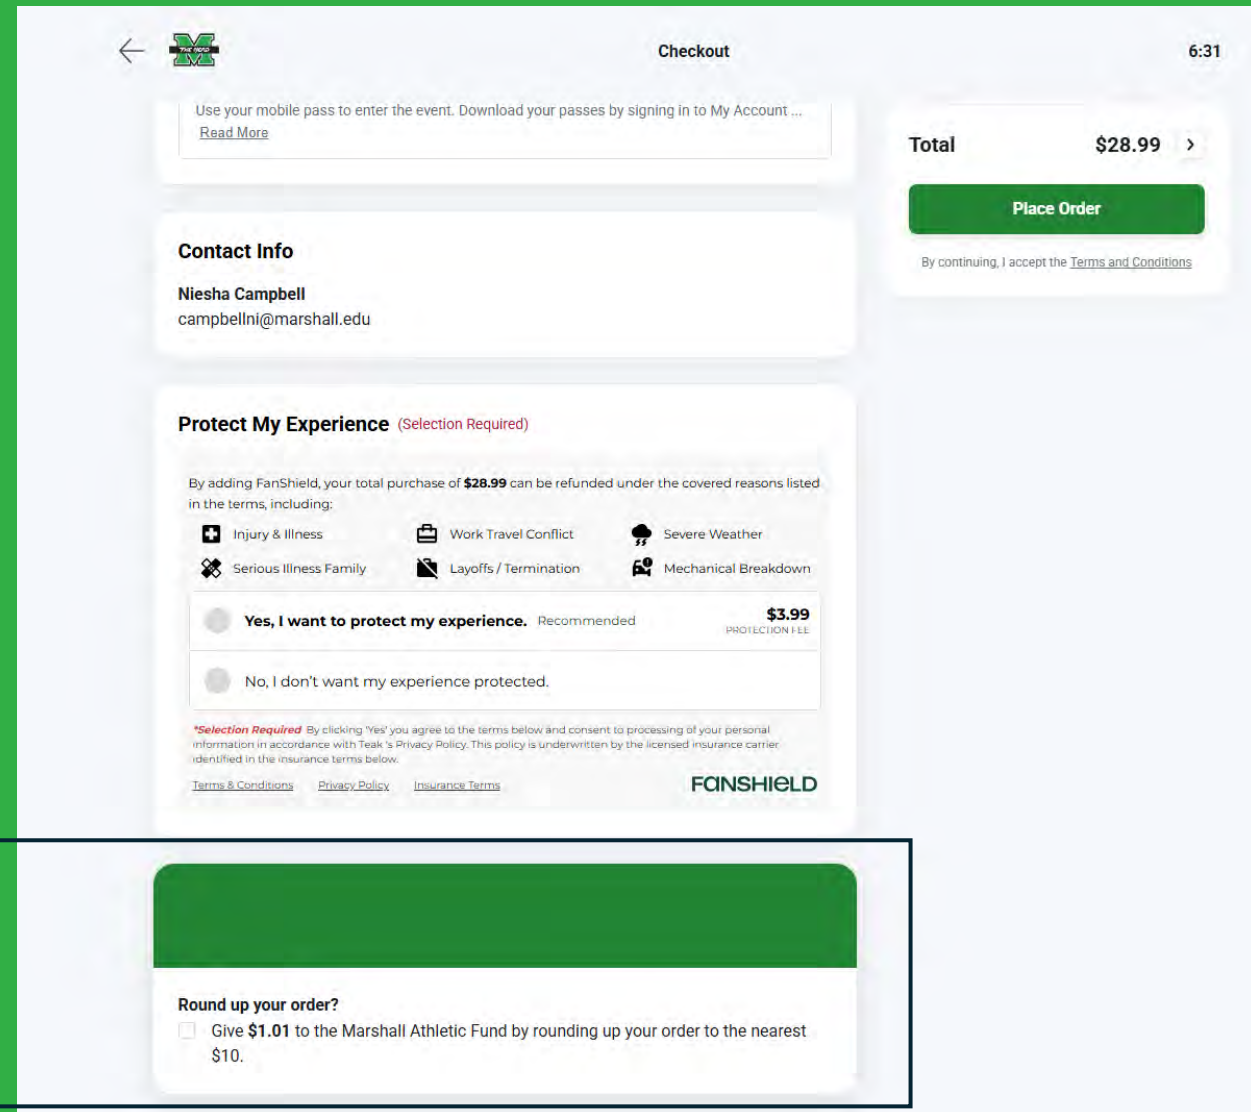 THE HERD
Checkout
6:31
Use your mobile pass to enter the event. Download your passes by signing in to My Account ...
Read More
Total $28.99
Place Order
By continuing, I accept the Terms and Conditions
Contact Info
Niesha Campbell
campbellni@marshall.edu
Protect My Experience (Selection Required)
By adding FanShield, your total purchase of $28.99 can be refunded under the covered reasons listed
in the terms, including:
Injury & Illness Work Travel Conflict Severe Weather
Serious Illness Family Layoffs / Termination Mechanical Breakdown
Yes, I want to protect my experience. Recommended $3.99
PROTECTION FEE
No, I don't want my experience protected.
*Selection Required By clicking 'Yes' you agree to the terms below and consent to processing of your personal
information in accordance with Teak 's Privacy Policy. This policy is underwritten by the licensed insurance carrier
identified in the insurance terms below.
Terms & Conditions Privacy Policy Insurance Terms
FANSHIELD
Round up your order?
Give $1.01 to the Marshall Athletic Fund by rounding up your order to the nearest
$10.